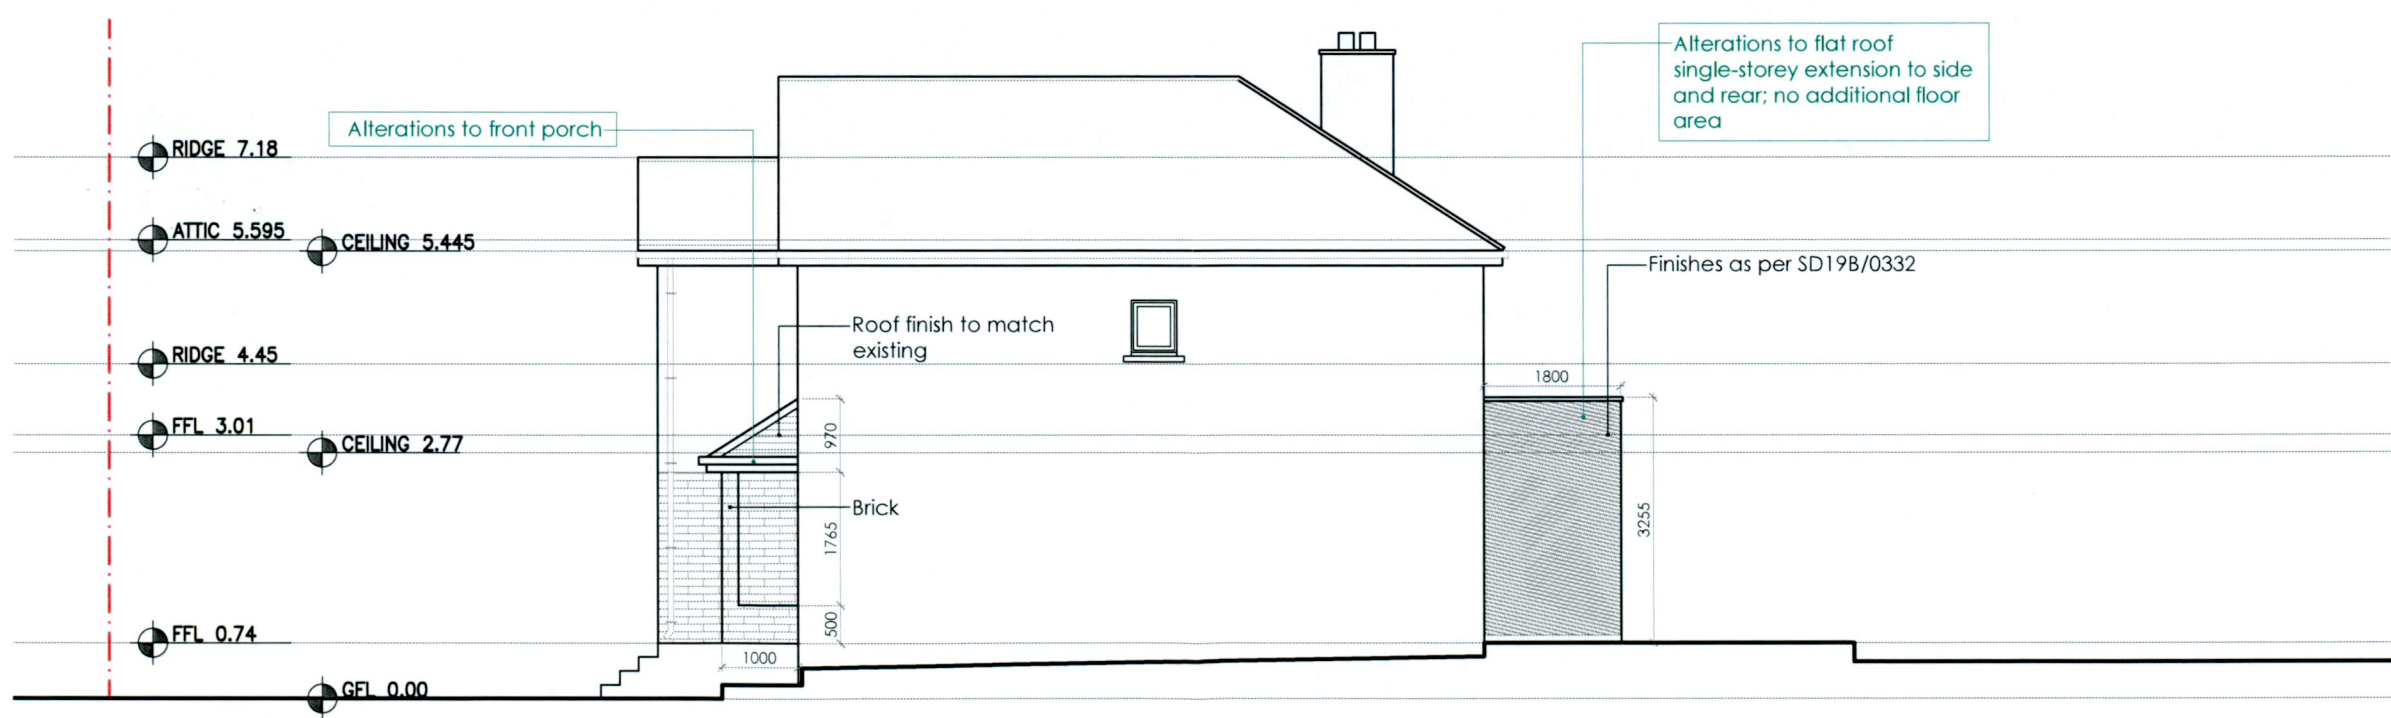 Alterations to flat roof
single-storey extension to side
and rear; no additional floor
area
Alterations to front porch
RIDGE 7.18
ATTIC 5.595
CEILING 5.445
Finishes as per SD19B/0332
Roof finish to match
existing
RIDGE 4.45
1800
FFL 3.01
CEILING 2.77
970
Brick
1765
3255
500
FFL 0.74
1000
GFL 0.00